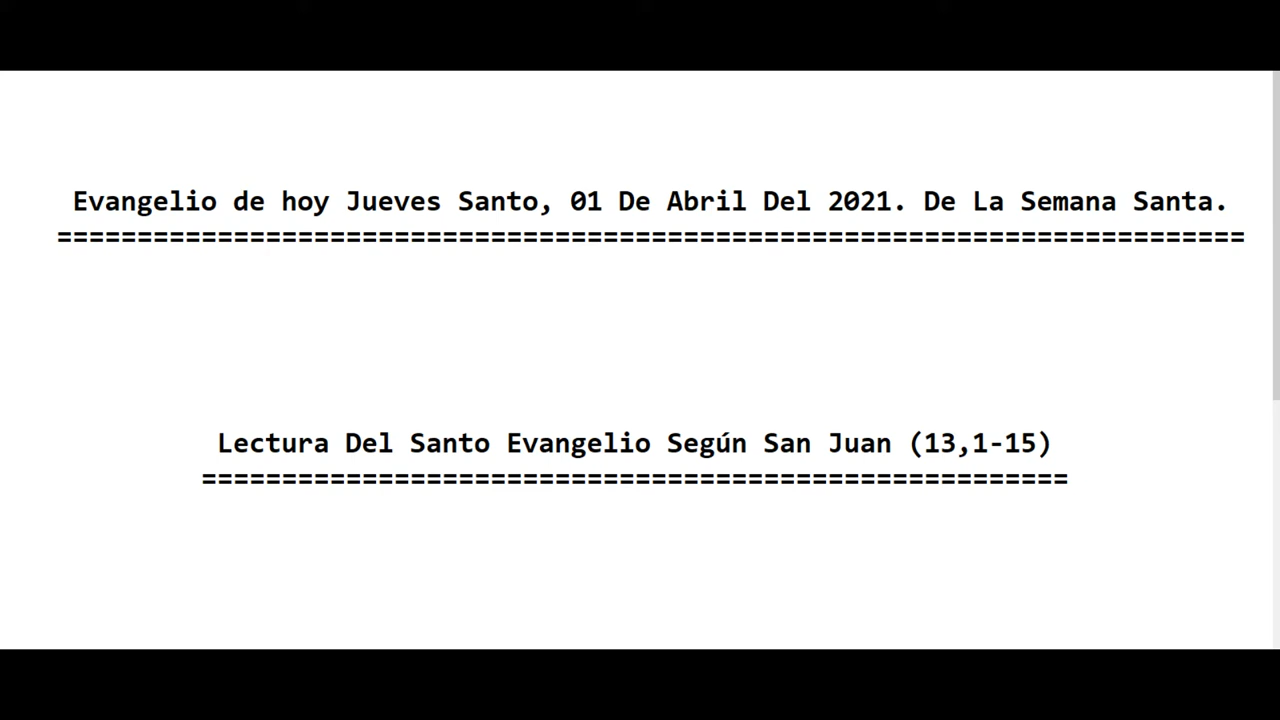 Evangelio de hoy Jueves Santo, 01 De Abril Del 2021. De La Semana Santa.
==========================================================================
Lectura Del Santo Evangelio Según San Juan (13,1-15)
======================================================